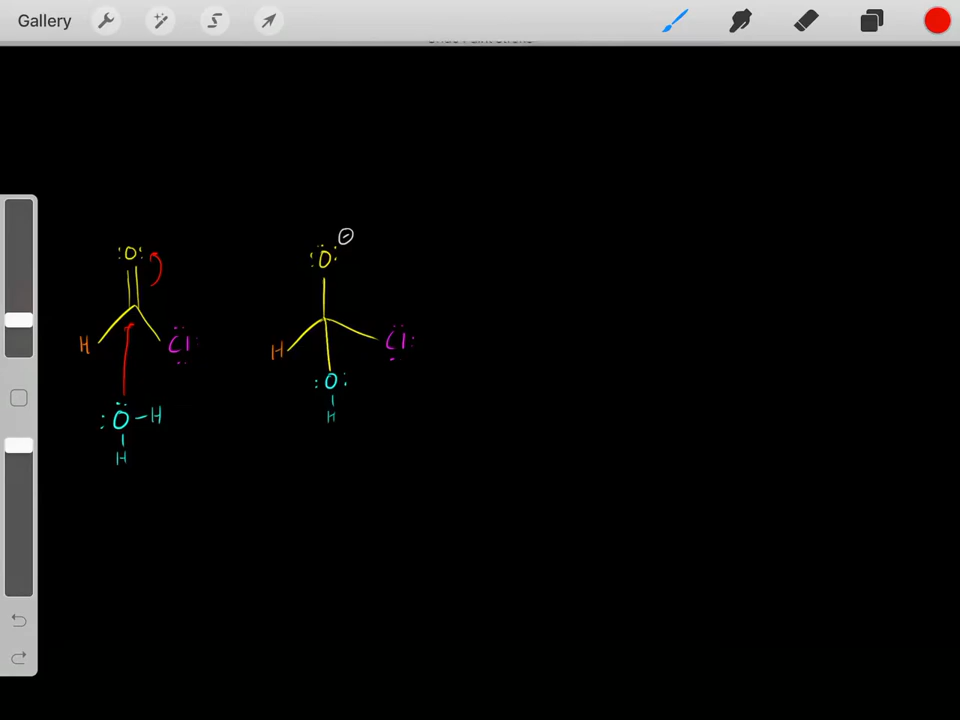 Gallery
:O: :O: ⊖
H Cl: H Cl:
:O: 
:O-H H
H